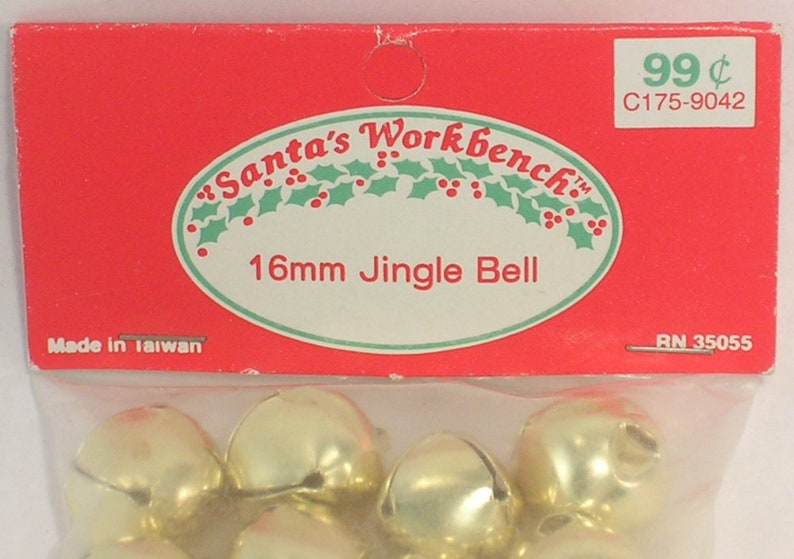 99¢
C175-9042
Santa's Workbench™
16mm Jingle Bell
Made in Taiwan
RN 35055